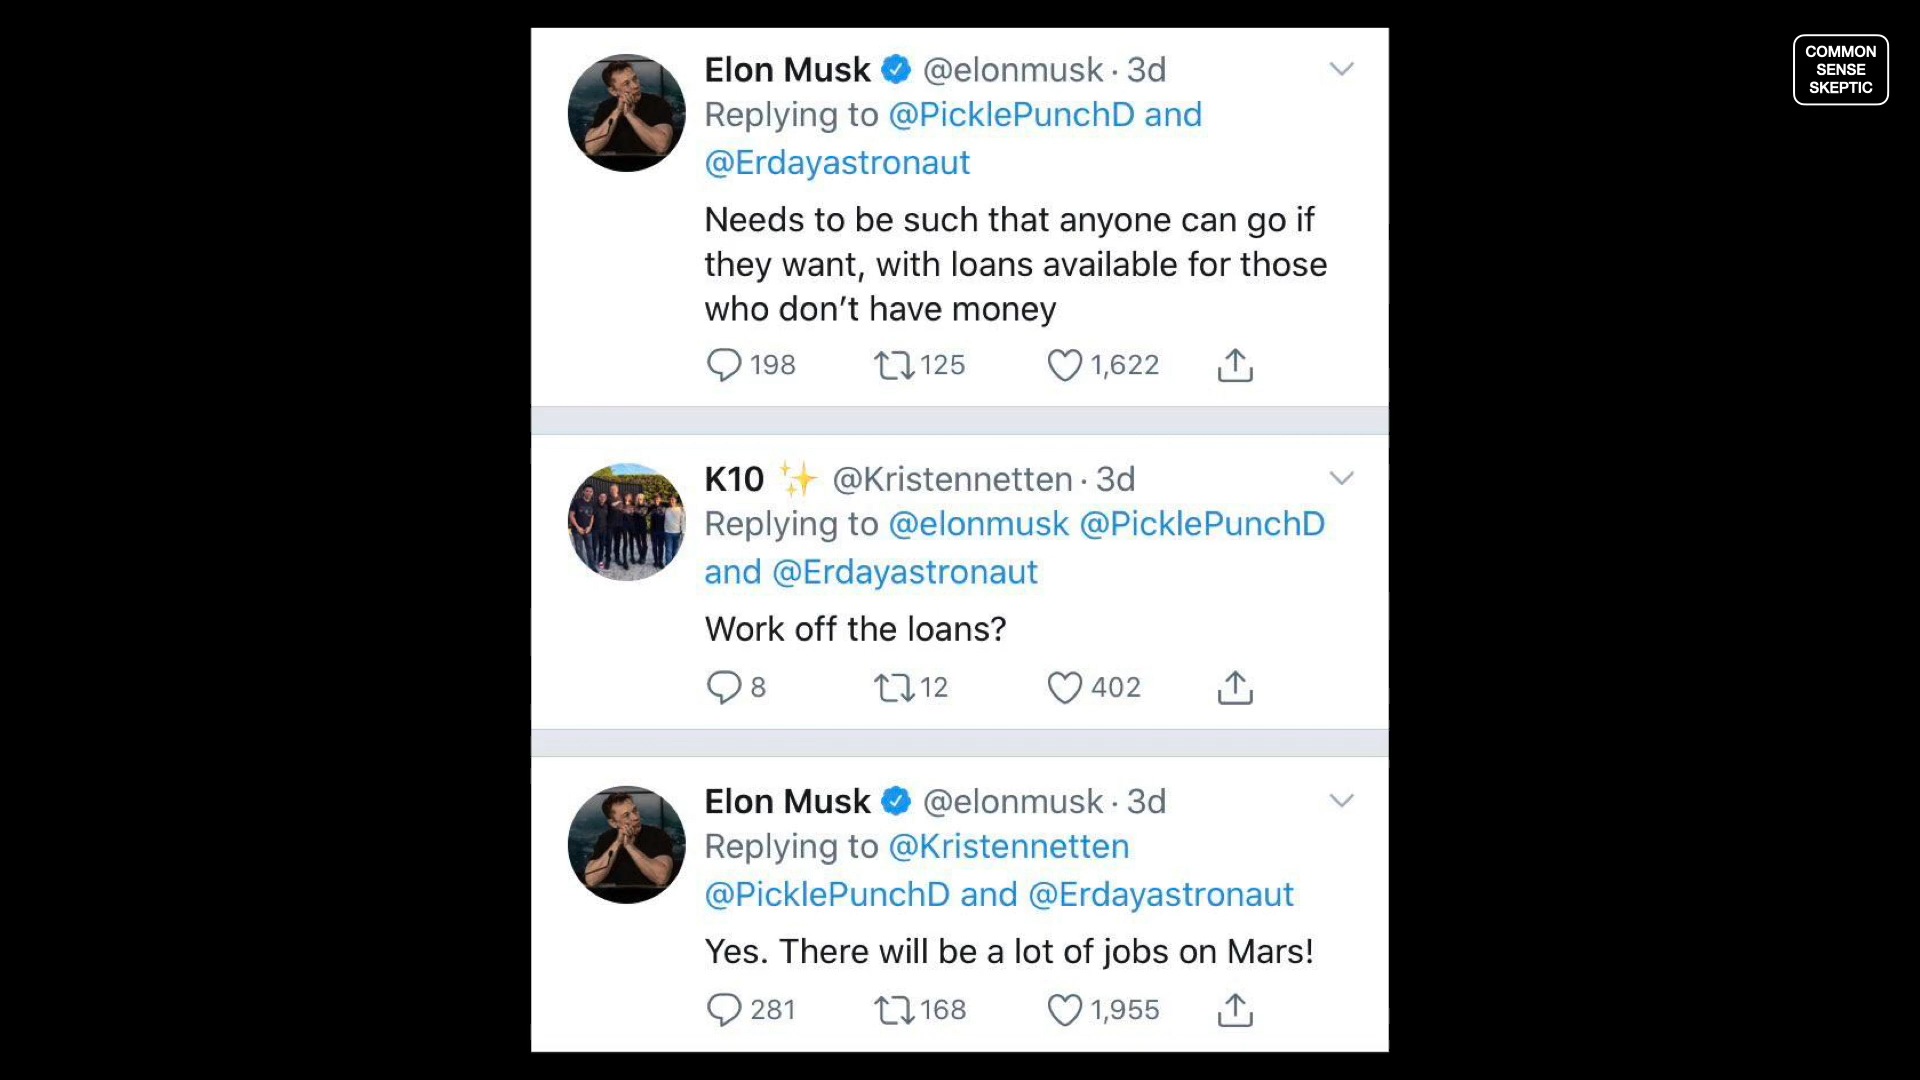 COMMON
SENSE
SKEPTIC
Elon Musk @elonmusk · 3d
Replying to @PicklePunchD and
@Erdayastronaut
Needs to be such that anyone can go if
they want, with loans available for those
who don’t have money
198 125 1,622
K10 ✨ @Kristennetten · 3d
Replying to @elonmusk @PicklePunchD
and @Erdayastronaut
Work off the loans?
8 12 402
Elon Musk @elonmusk · 3d
Replying to @Kristennetten
@PicklePunchD and @Erdayastronaut
Yes. There will be a lot of jobs on Mars!
281 168 1,955